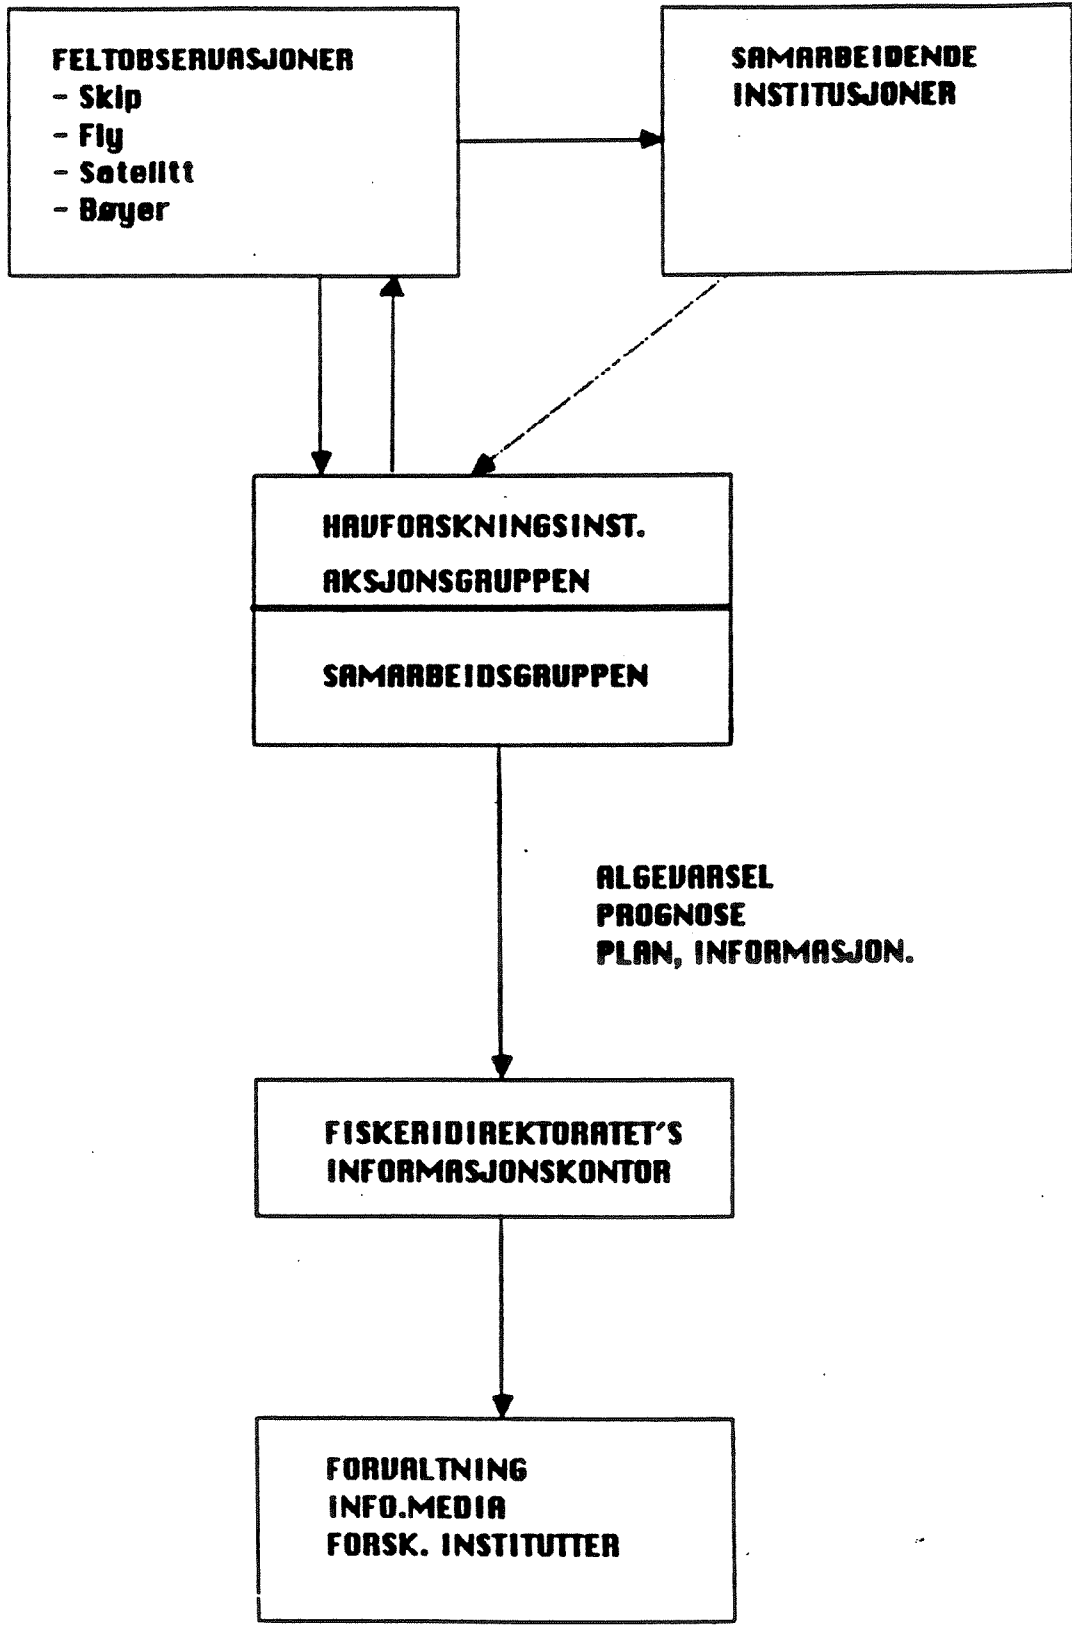 FELTOBSERVASJONER
- Skip
- Fly
- Satelitt
- Bøyer
SAMARBEIDENDE
INSTITUSJONER
HAVFORSKNINGSINST.
AKSJONSGRUPPEN
SAMARBEIDSGRUPPEN
ALGEVARSEL
PROGNOSE
PLAN, INFORMASJON.
FISKERIDIREKTORATET'S
INFORMASJONSKONTOR
FORVALTNING
INFO.MEDIA
FORSK. INSTITUTTER